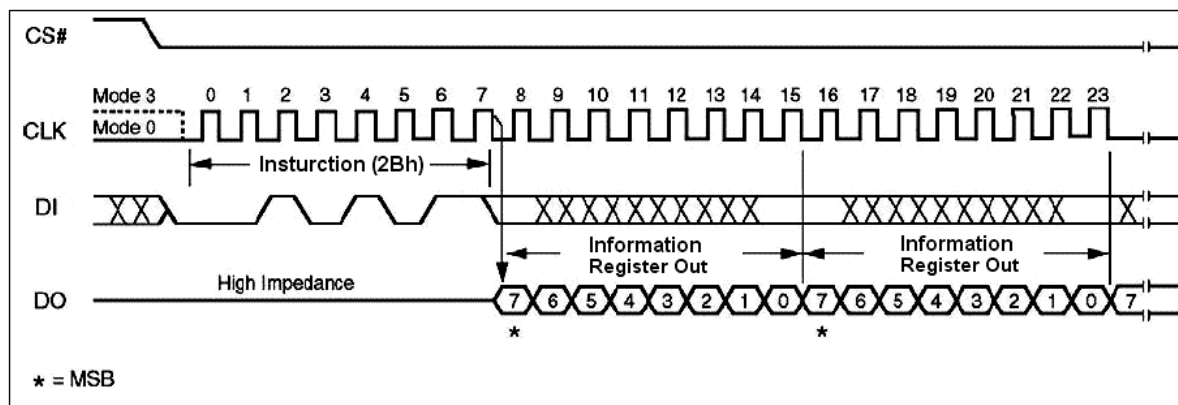 CS#
Mode 3 0 1 2 3 4 5 6 7 8 9 10 11 12 13 14 15 16 17 18 19 20 21 22 23
CLK Mode 0
Insturction (2Bh)
DI
Information Information
Register Out Register Out
High Impedance
DO 7 6 5 4 3 2 1 0 7 6 5 4 3 2 1 0 7
* *
* = MSB